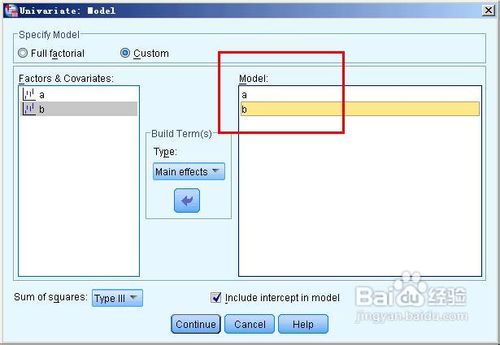 Univariate: Model
Specify Model
Full factorial
Custom
Factors & Covariates:
Model:
a
b
a
b
Build Term(s)
Type:
Main effects
Sum of squares:
Type III
Include intercept in model
Continue
Cancel
Help
Baidu 经验
jingyan.baidu.com